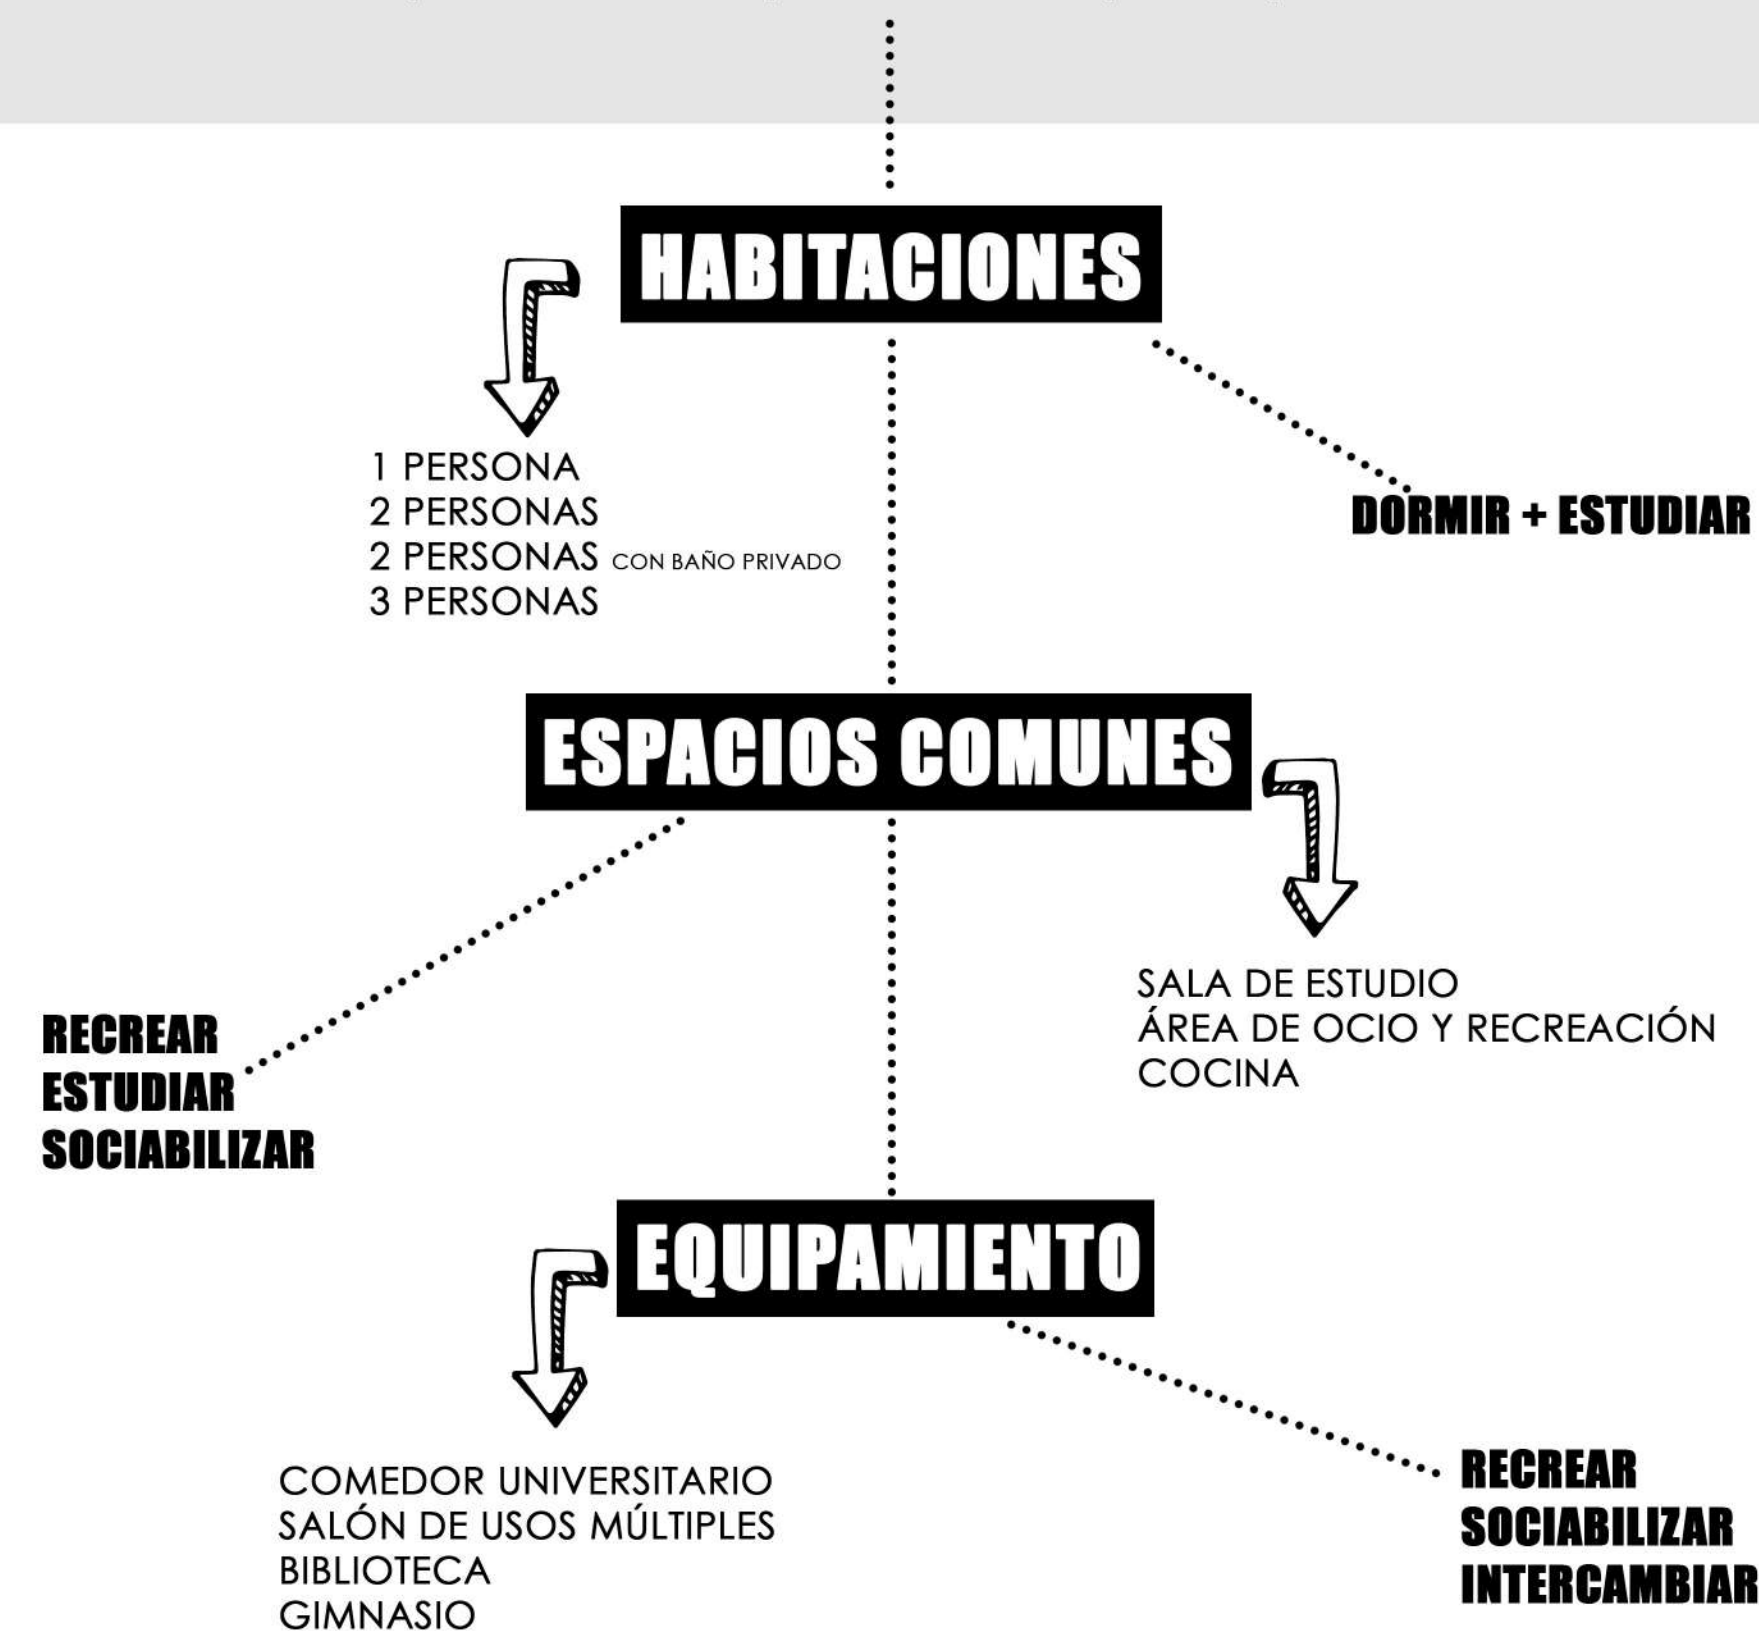 HABITACIONES
1 PERSONA
2 PERSONAS
2 PERSONAS CON BAÑO PRIVADO
3 PERSONAS
DORMIR + ESTUDIAR
ESPACIOS COMUNES
RECREAR
ESTUDIAR
SOCIABILIZAR
SALA DE ESTUDIO
ÁREA DE OCIO Y RECREACIÓN
COCINA
EQUIPAMIENTO
COMEDOR UNIVERSITARIO
SALÓN DE USOS MÚLTIPLES
BIBLIOTECA
GIMNASIO
RECREAR
SOCIABILIZAR
INTERCAMBIAR